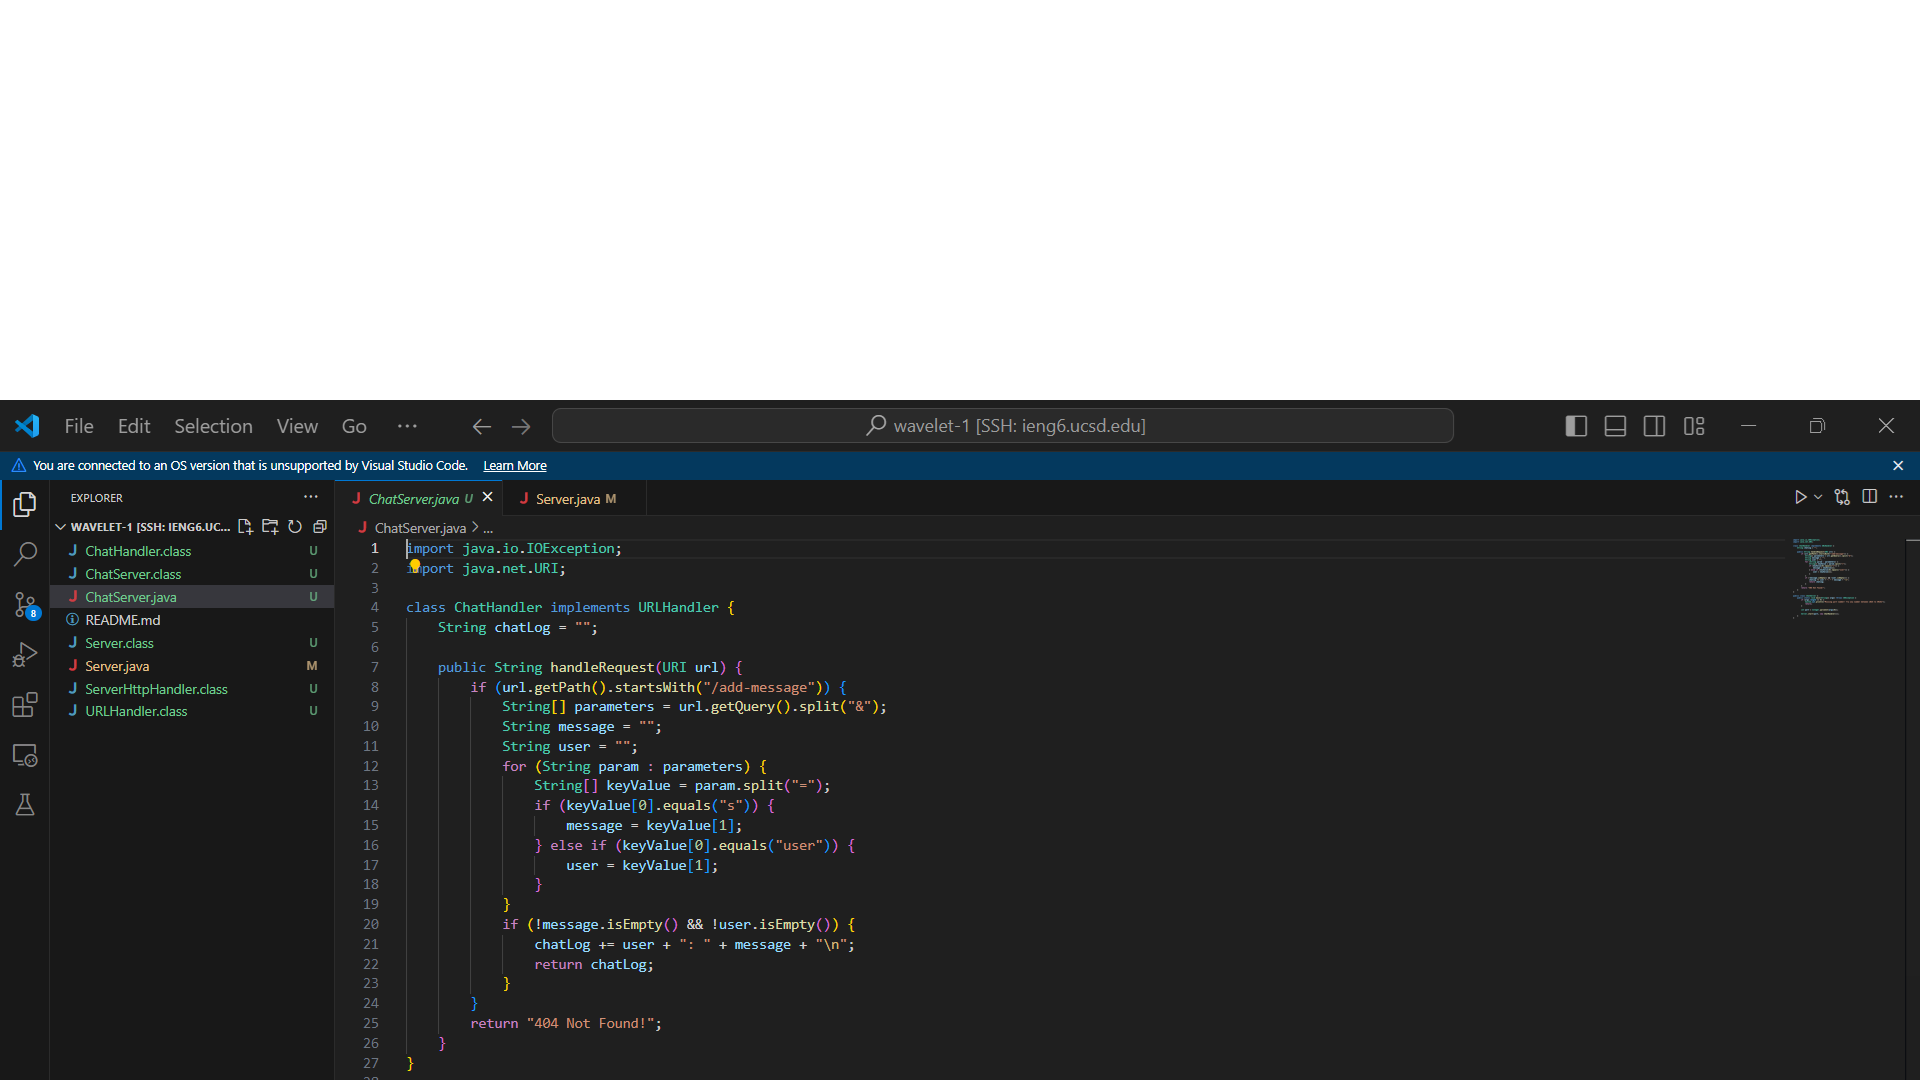 File Edit Selection View Go ··· wavelet-1 [SSH: ieng6.ucsd.edu]
You are connected to an OS version that is unsupported by Visual Studio Code. Learn More
EXPLORER
WAVELET-1 [SSH: IENG6.UC...
ChatHandler.class U
ChatServer.class U
ChatServer.java U
README.md
Server.class U
Server.java M
ServerHttpHandler.class U
URLHandler.class U
8
ChatServer.java U Server.java M
ChatServer.java > ...
1 import java.io.IOException;
2 import java.net.URI;
3
4 class ChatHandler implements URLHandler {
5 String chatLog = "";
6
7 public String handleRequest(URI url) {
8 if (url.getPath().startsWith("/add-message")) {
9 String[] parameters = url.getQuery().split("&");
10 String message = "";
11 String user = "";
12 for (String param : parameters) {
13 String[] keyValue = param.split("=");
14 if (keyValue[0].equals("s")) {
15 message = keyValue[1];
16 } else if (keyValue[0].equals("user")) {
17 user = keyValue[1];
18 }
19 }
20 if (!message.isEmpty() && !user.isEmpty()) {
21 chatLog += user + ": " + message + "\n";
22 return chatLog;
23 }
24 }
25 return "404 Not Found!";
26 }
27 }